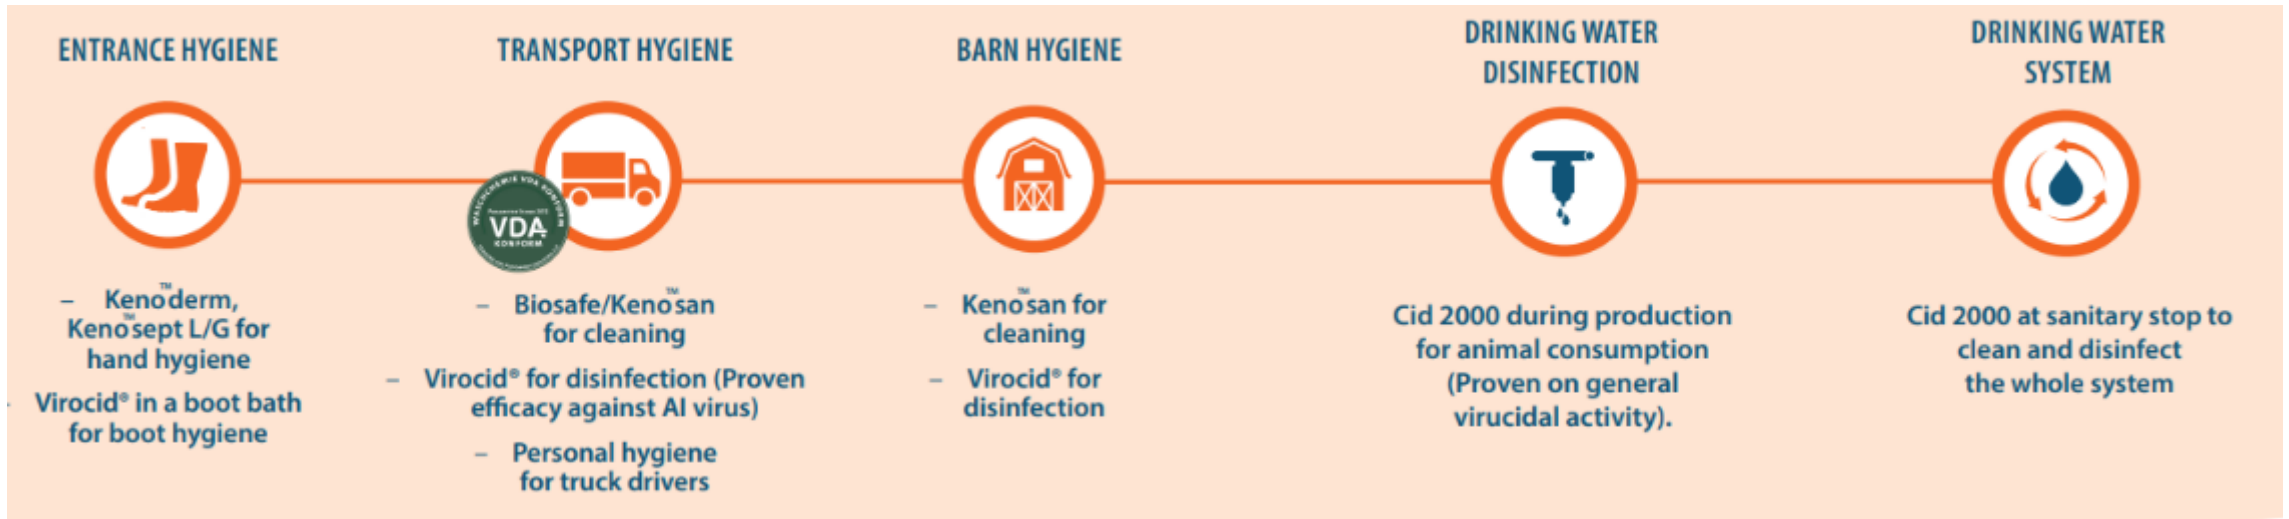 ENTRANCE HYGIENE
– Keno™derm,
Keno™sept L/G for
hand hygiene
- Virocid® in a boot bath
for boot hygiene
TRANSPORT HYGIENE
WASCHCHEMIE VDA KONFORM
VDA
KONFORM
– Biosafe/Keno™san
for cleaning
– Virocid® for disinfection (Proven
efficacy against AI virus)
– Personal hygiene
for truck drivers
BARN HYGIENE
– Keno™san for
cleaning
– Virocid® for
disinfection
DRINKING WATER
DISINFECTION
Cid 2000 during production
for animal consumption
(Proven on general
virucidal activity).
DRINKING WATER
SYSTEM
Cid 2000 at sanitary stop to
clean and disinfect
the whole system